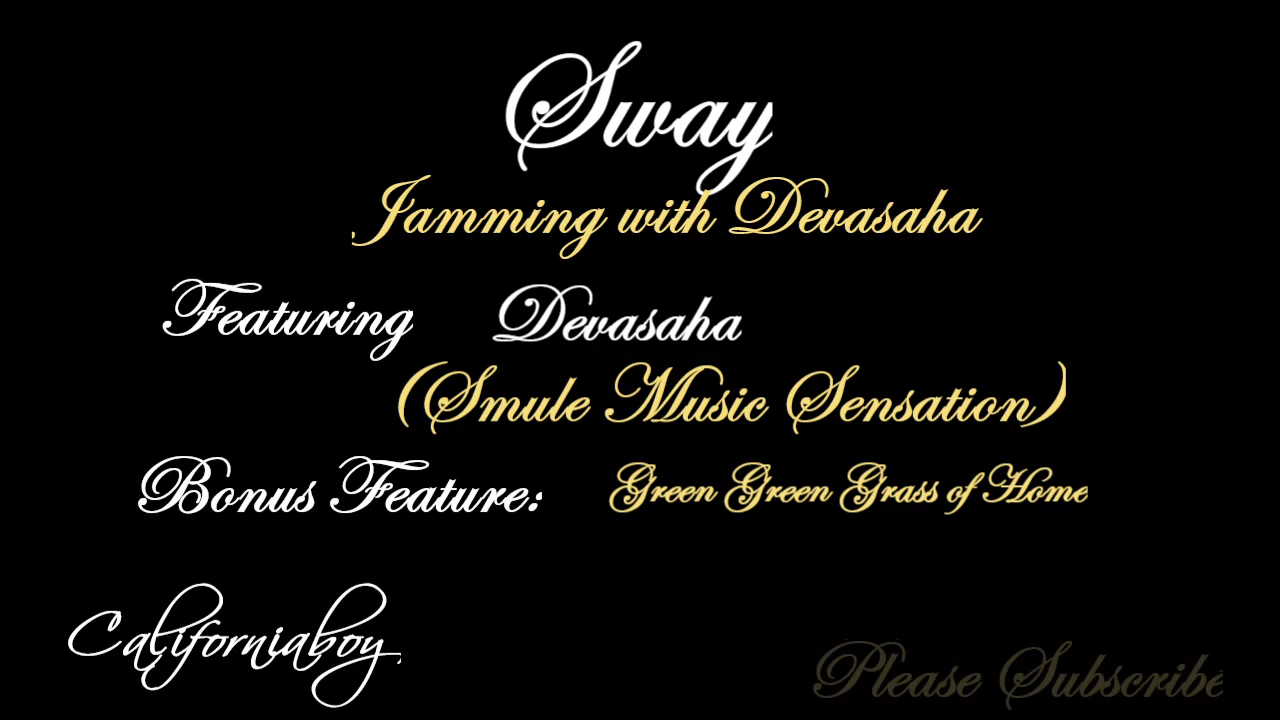 Sway
Jamming with Devasaha
Featuring Devasaha
(Smule Music Sensation)
Bonus Feature: Green Green Grass of Home
Californiaboy
Please Subscribe